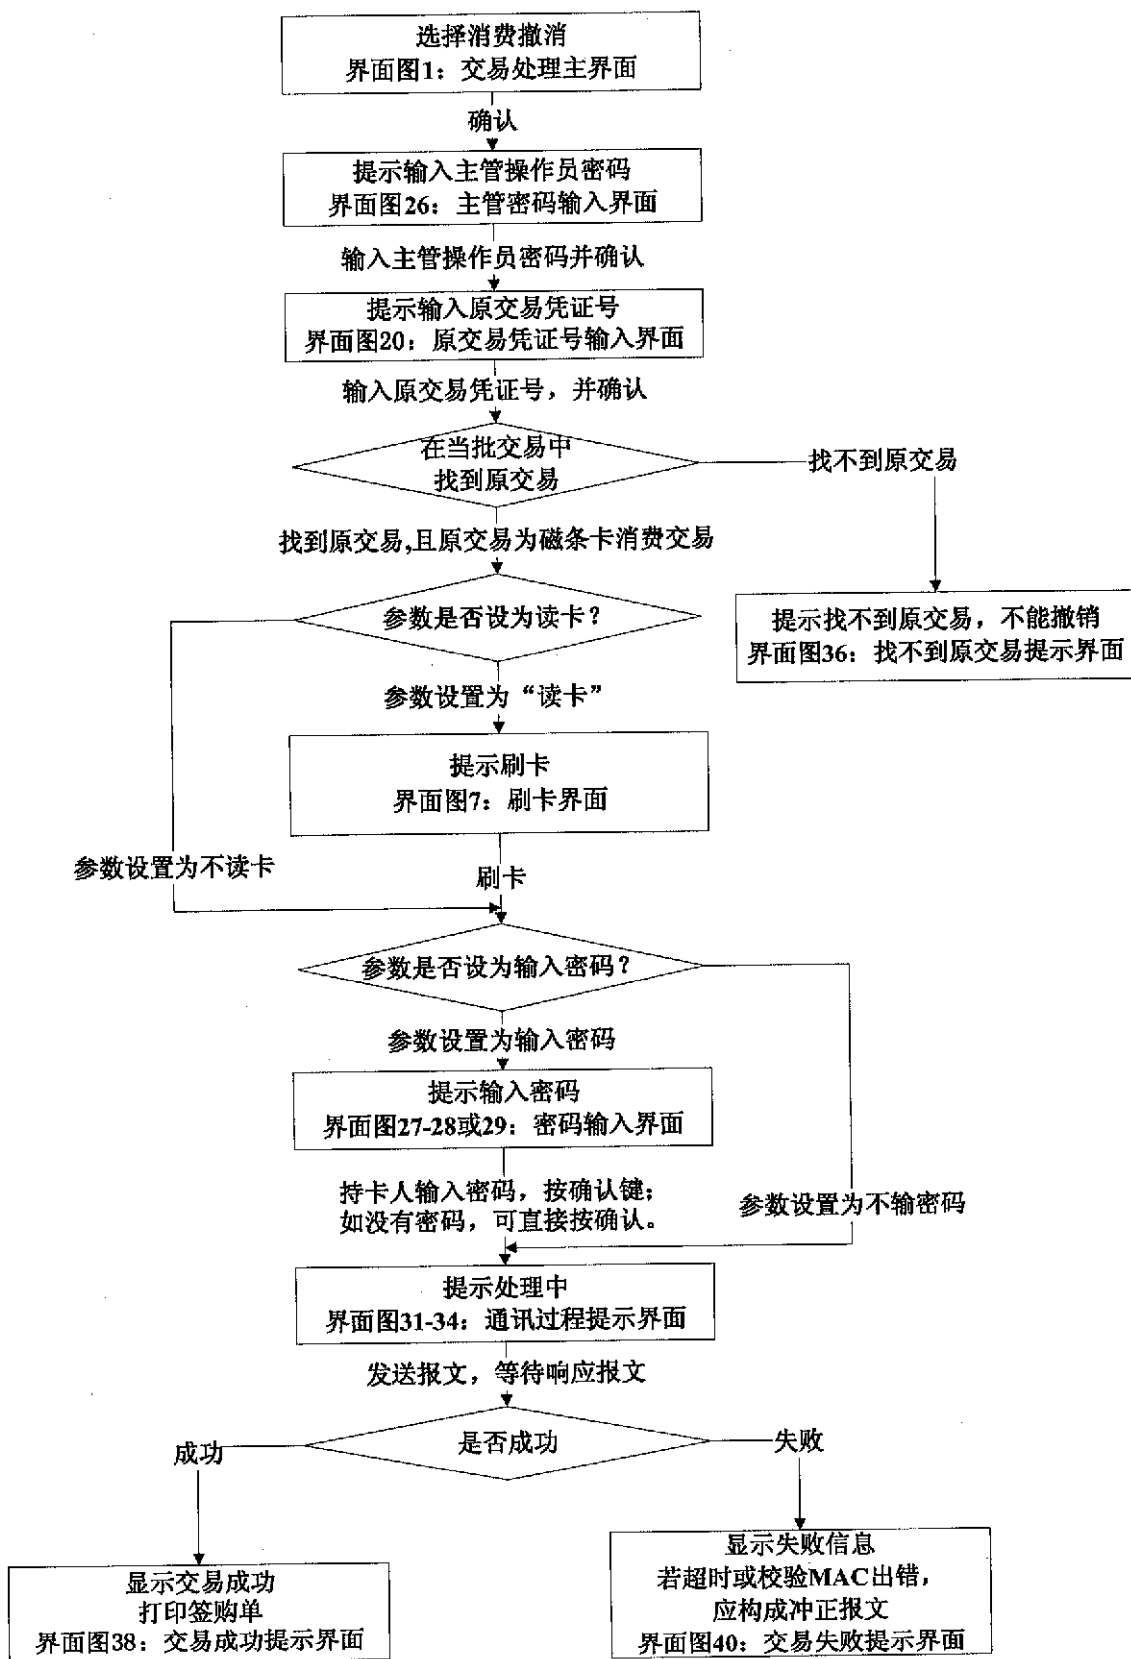 选择消费撤消
界面图1：交易处理主界面
确认
提示输入主管操作员密码
界面图26：主管密码输入界面
输入主管操作员密码并确认
提示输入原交易凭证号
界面图20：原交易凭证号输入界面
输入原交易凭证号，并确认
在当批交易中
找到原交易
找不到原交易
找到原交易,且原交易为磁条卡消费交易
参数是否设为读卡？
提示找不到原交易，不能撤销
界面图36：找不到原交易提示界面
参数设置为“读卡”
提示刷卡
界面图7：刷卡界面
参数设置为不读卡
刷卡
参数是否设为输入密码？
参数设置为输入密码
提示输入密码
界面图27-28或29：密码输入界面
持卡人输入密码，按确认键；
如没有密码，可直接按确认。
参数设置为不输密码
提示处理中
界面图31-34：通讯过程提示界面
发送报文，等待响应报文
是否成功
成功
失败
显示交易成功
打印签购单
界面图38：交易成功提示界面
显示失败信息
若超时或校验MAC出错，
应构成冲正报文
界面图40：交易失败提示界面